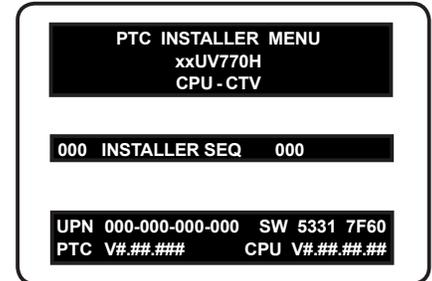 PTC INSTALLER MENU
xxUV770H
CPU - CTV
000 INSTALLER SEQ 000
UPN 000-000-000-000 SW 5331 7F60
PTC V#.##.### CPU V#.##.##.##